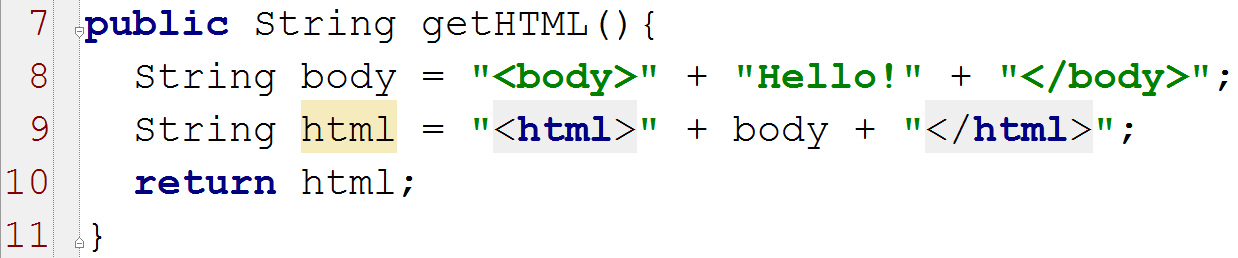 7 public String getHTML(){
8 String body = "<body>" + "Hello!" + "</body>";
9 String html = "<html>" + body + "</html>";
10 return html;
11 }